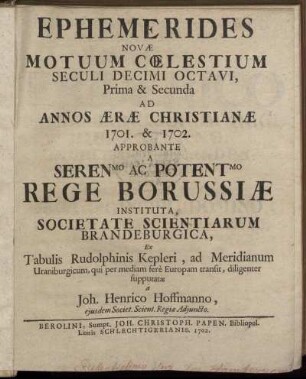 EPHEMERIDES
NOVÆ
MOTUUM CŒLESTIUM
SECULI DECIMI OCTAVI,
Prima & Secunda
AD
ANNOS ÆRÆ CHRISTIANÆ
1701. & 1702.
APPROBANTE
A
SERENmo AC POTENTmo
REGE BORUSSIÆ
INSTITUTA,
SOCIETATE SCIENTIARUM
BRANDEBURGICA,
Ex
Tabulis Rudolphinis Kepleri, ad Meridianum
Uraniburgicum, qui per medium ferè Europam transit, diligenter
supputatæ
a
Joh. Henrico Hoffmanno,
ejusdem Societ. Scient. Regiæ Adjuncto.
BEROLINI, Sumpt. JOH. CHRISTOPH. PAPEN, Bibliopol.
Literis SCHLECHTIGERIANIS. 1702.